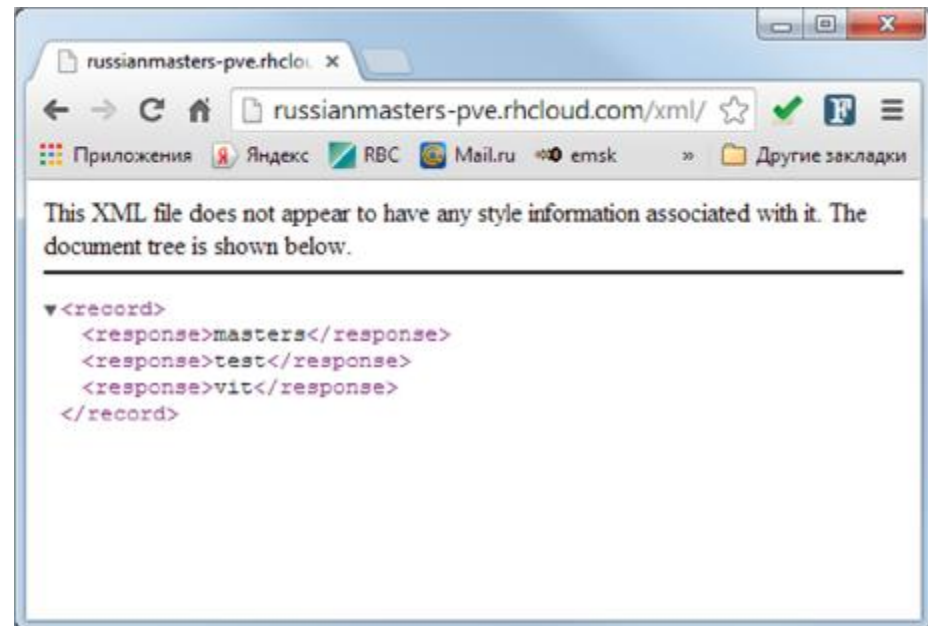 russianmasters-pve.rhclou
russianmasters-pve.rhcloud.com/xml/
Приложения Яндекс RBC Mail.ru emsk » Другие закладки
This XML file does not appear to have any style information associated with it. The
document tree is shown below.
▼<record>
<response>masters</response>
<response>test</response>
<response>vit</response>
</record>